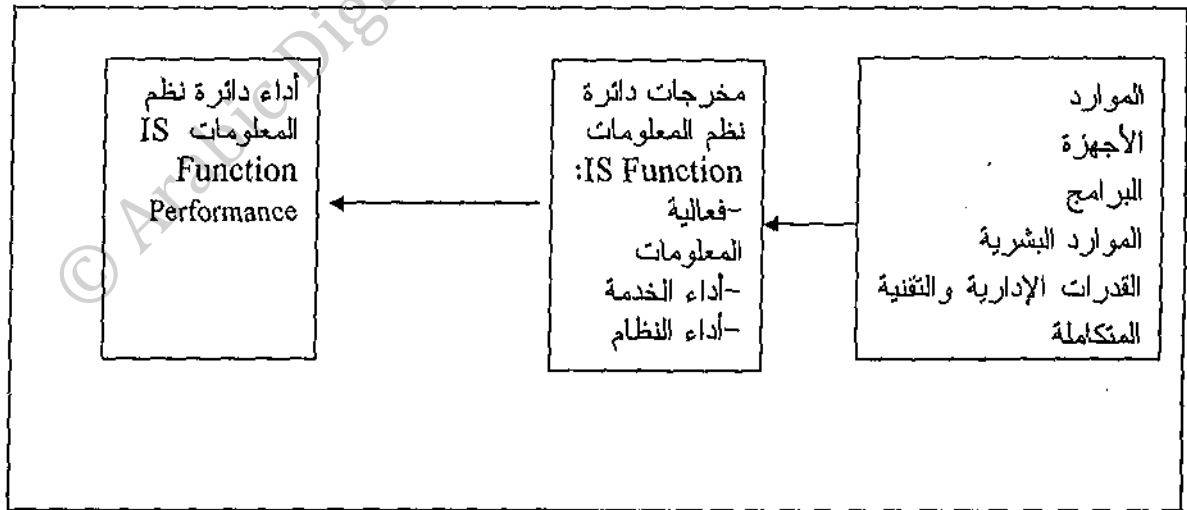 الموارد
الأجهزة
البرامج
الموارد البشرية
القدرات الإدارية والتقنية
المتكاملة
مخرجات دائرة
نظم المعلومات
IS Function:
-فعالية
المعلومات
-أداء الخدمة
-أداء النظام
أداء دائرة نظم
المعلومات IS
Function
Performance
© Arabic